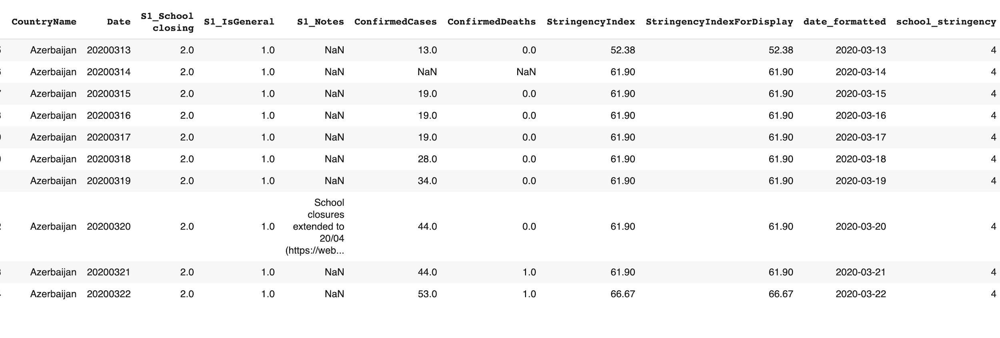 CountryName Date S1_School closing S1_IsGeneral S1_Notes ConfirmedCases ConfirmedDeaths StringencyIndex StringencyIndexForDisplay date_formatted school_stringency
Azerbaijan 20200313 2.0 1.0 NaN 13.0 0.0 52.38 52.38 2020-03-13 4
Azerbaijan 20200314 2.0 1.0 NaN NaN NaN 61.90 61.90 2020-03-14 4
Azerbaijan 20200315 2.0 1.0 NaN 19.0 0.0 61.90 61.90 2020-03-15 4
Azerbaijan 20200316 2.0 1.0 NaN 19.0 0.0 61.90 61.90 2020-03-16 4
Azerbaijan 20200317 2.0 1.0 NaN 19.0 0.0 61.90 61.90 2020-03-17 4
Azerbaijan 20200318 2.0 1.0 NaN 28.0 0.0 61.90 61.90 2020-03-18 4
Azerbaijan 20200319 2.0 1.0 NaN 34.0 0.0 61.90 61.90 2020-03-19 4
Azerbaijan 20200320 2.0 1.0 School closures extended to 20/04 (https://web... 44.0 0.0 61.90 61.90 2020-03-20 4
Azerbaijan 20200321 2.0 1.0 NaN 44.0 1.0 61.90 61.90 2020-03-21 4
Azerbaijan 20200322 2.0 1.0 NaN 53.0 1.0 66.67 66.67 2020-03-22 4